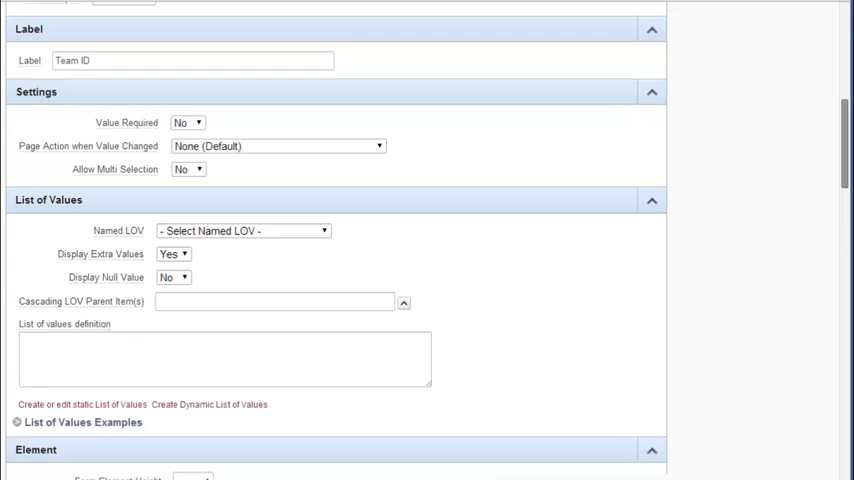 Label
Label Team ID
Settings
Value Required No
Page Action when Value Changed None (Default)
Allow Multi Selection No
List of Values
Named LOV - Select Named LOV -
Display Extra Values Yes
Display Null Value No
Cascading LOV Parent Item(s)
List of values definition
Create or edit static List of Values Create Dynamic List of Values
List of Values Examples
Element
Form Element Height